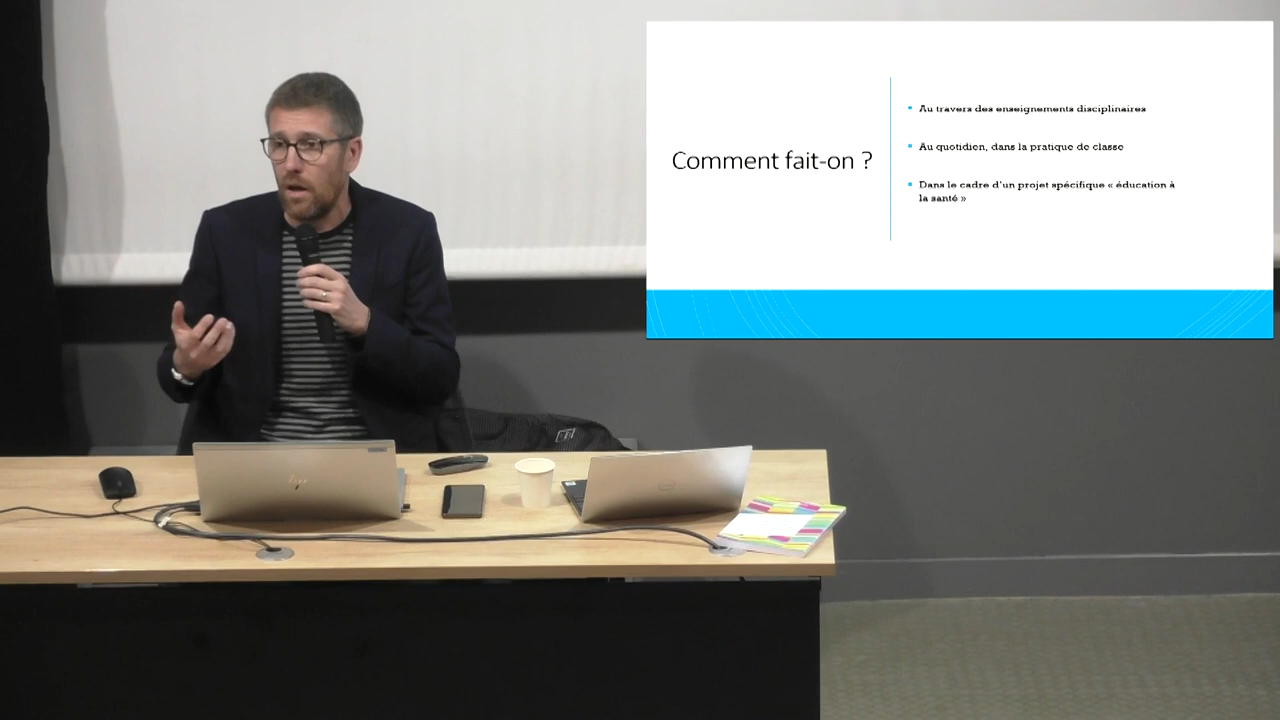 Comment fait-on ?
Au travers des enseignements disciplinaires
Au quotidien, dans la pratique de classe
Dans le cadre d'un projet spécifique « éducation à
la santé »
hp